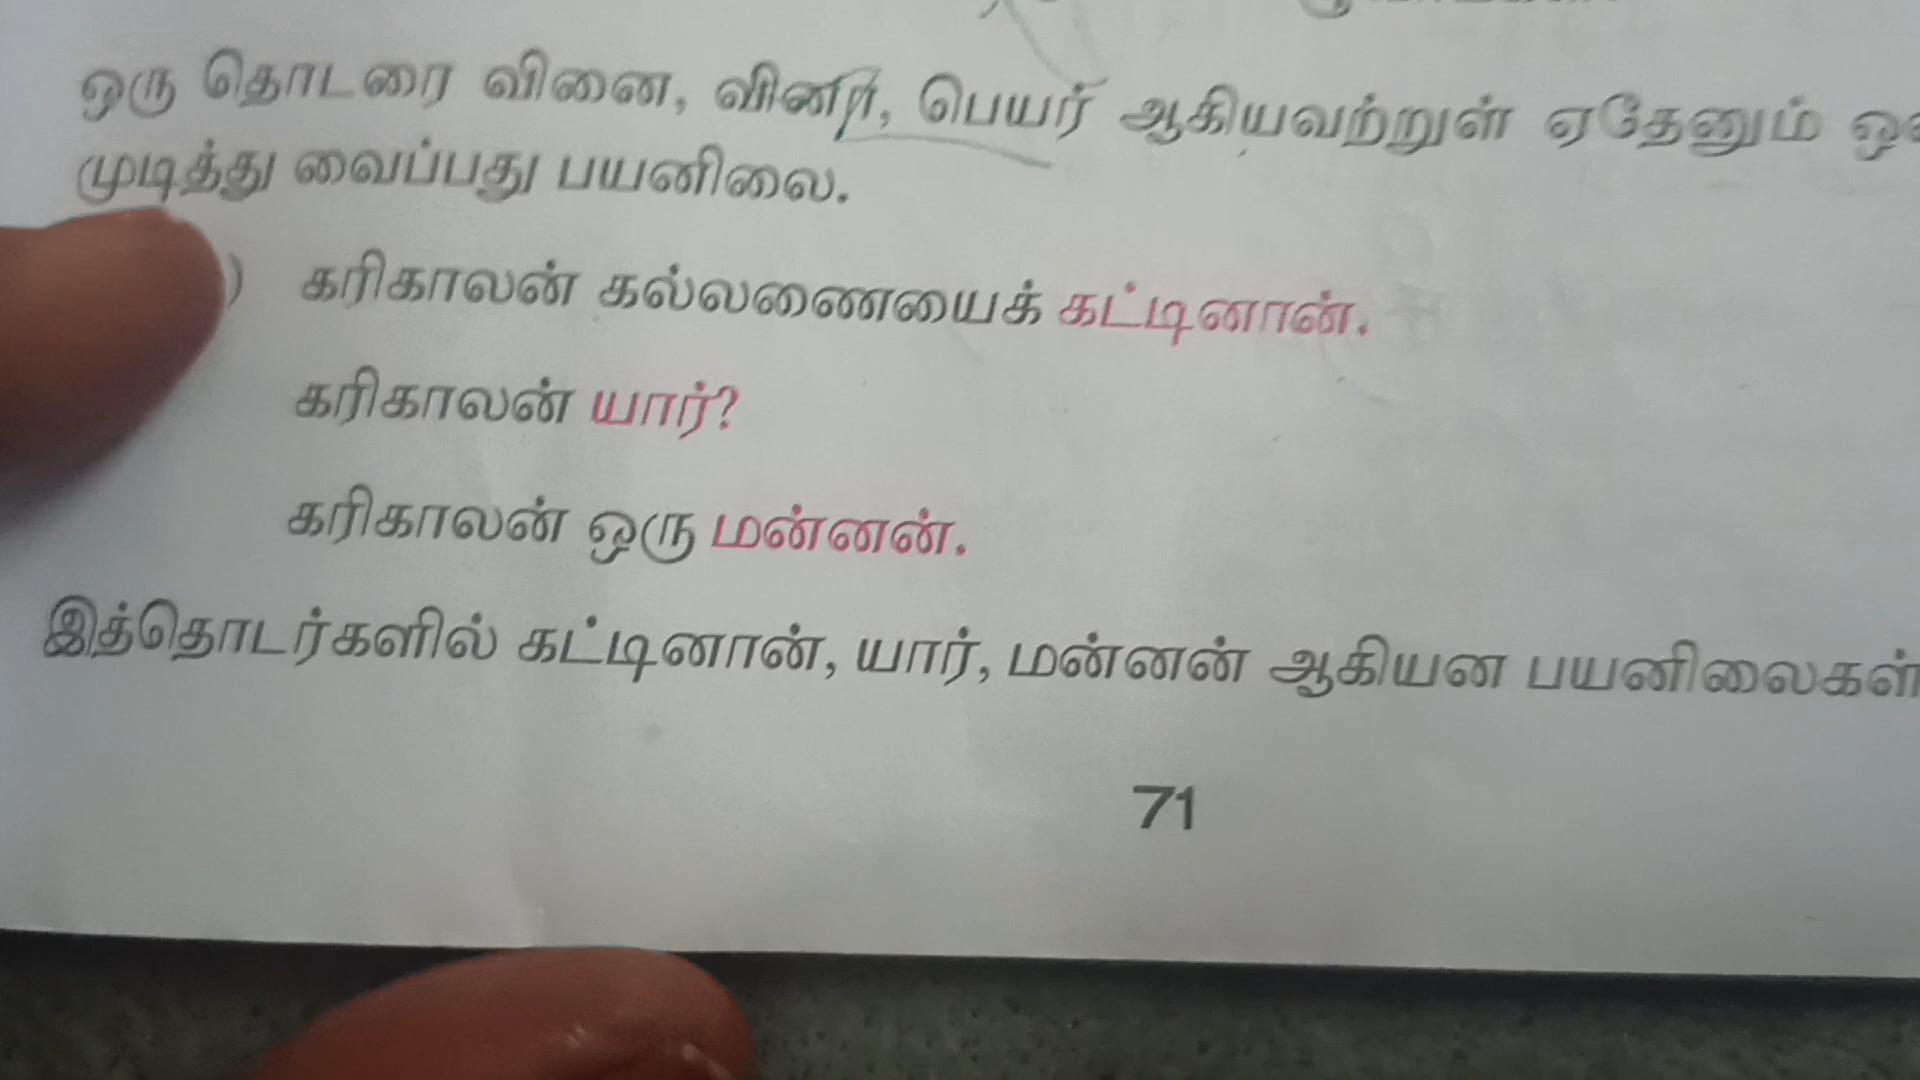 ஒரு தொடரை வினை, வினா, பெயர் ஆகியவற்றுள் ஏதேனும்
முடித்து வைப்பது பயனிலை.
) கரிகாலன் கல்லணையைக் கட்டினான்.
கரிகாலன் யார்?
கரிகாலன் ஒரு மன்னன்.
இத்தொடர்களில் கட்டினான், யார், மன்னன் ஆகியன பயனிலைகள்
71